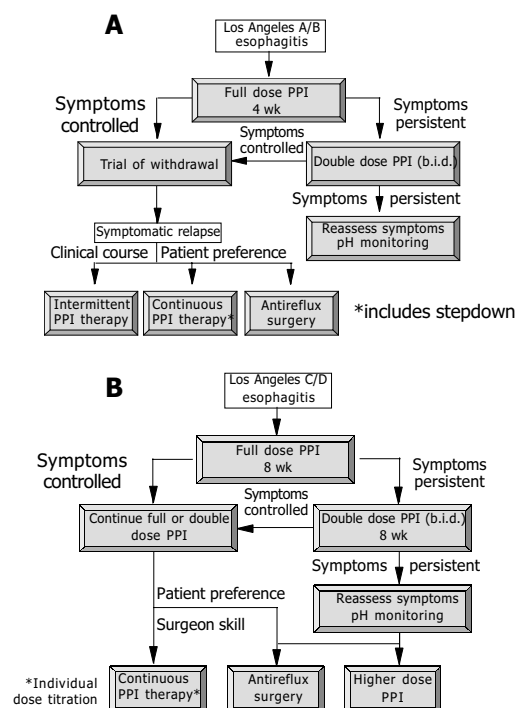 A
Los Angeles A/B
esophagitis
Full dose PPI
4 wk
Symptoms
controlled
Symptoms
persistent
Symptoms
controlled
Trial of withdrawal
Double dose PPI (b.i.d.)
Symptoms persistent
Reassess symptoms
pH monitoring
Symptomatic relapse
Clinical course Patient preference
Intermittent
PPI therapy
Continuous
PPI therapy*
Antireflux
surgery
*includes stepdown
B
Los Angeles C/D
esophagitis
Full dose PPI
8 wk
Symptoms
controlled
Symptoms
persistent
Symptoms
controlled
Continue full or double
dose PPI
Double dose PPI (b.i.d.)
8 wk
Symptoms persistent
Reassess symptoms
pH monitoring
Patient preference
Surgeon skill
*Individual
dose titration
Continuous
PPI therapy*
Antireflux
surgery
Higher dose
PPI